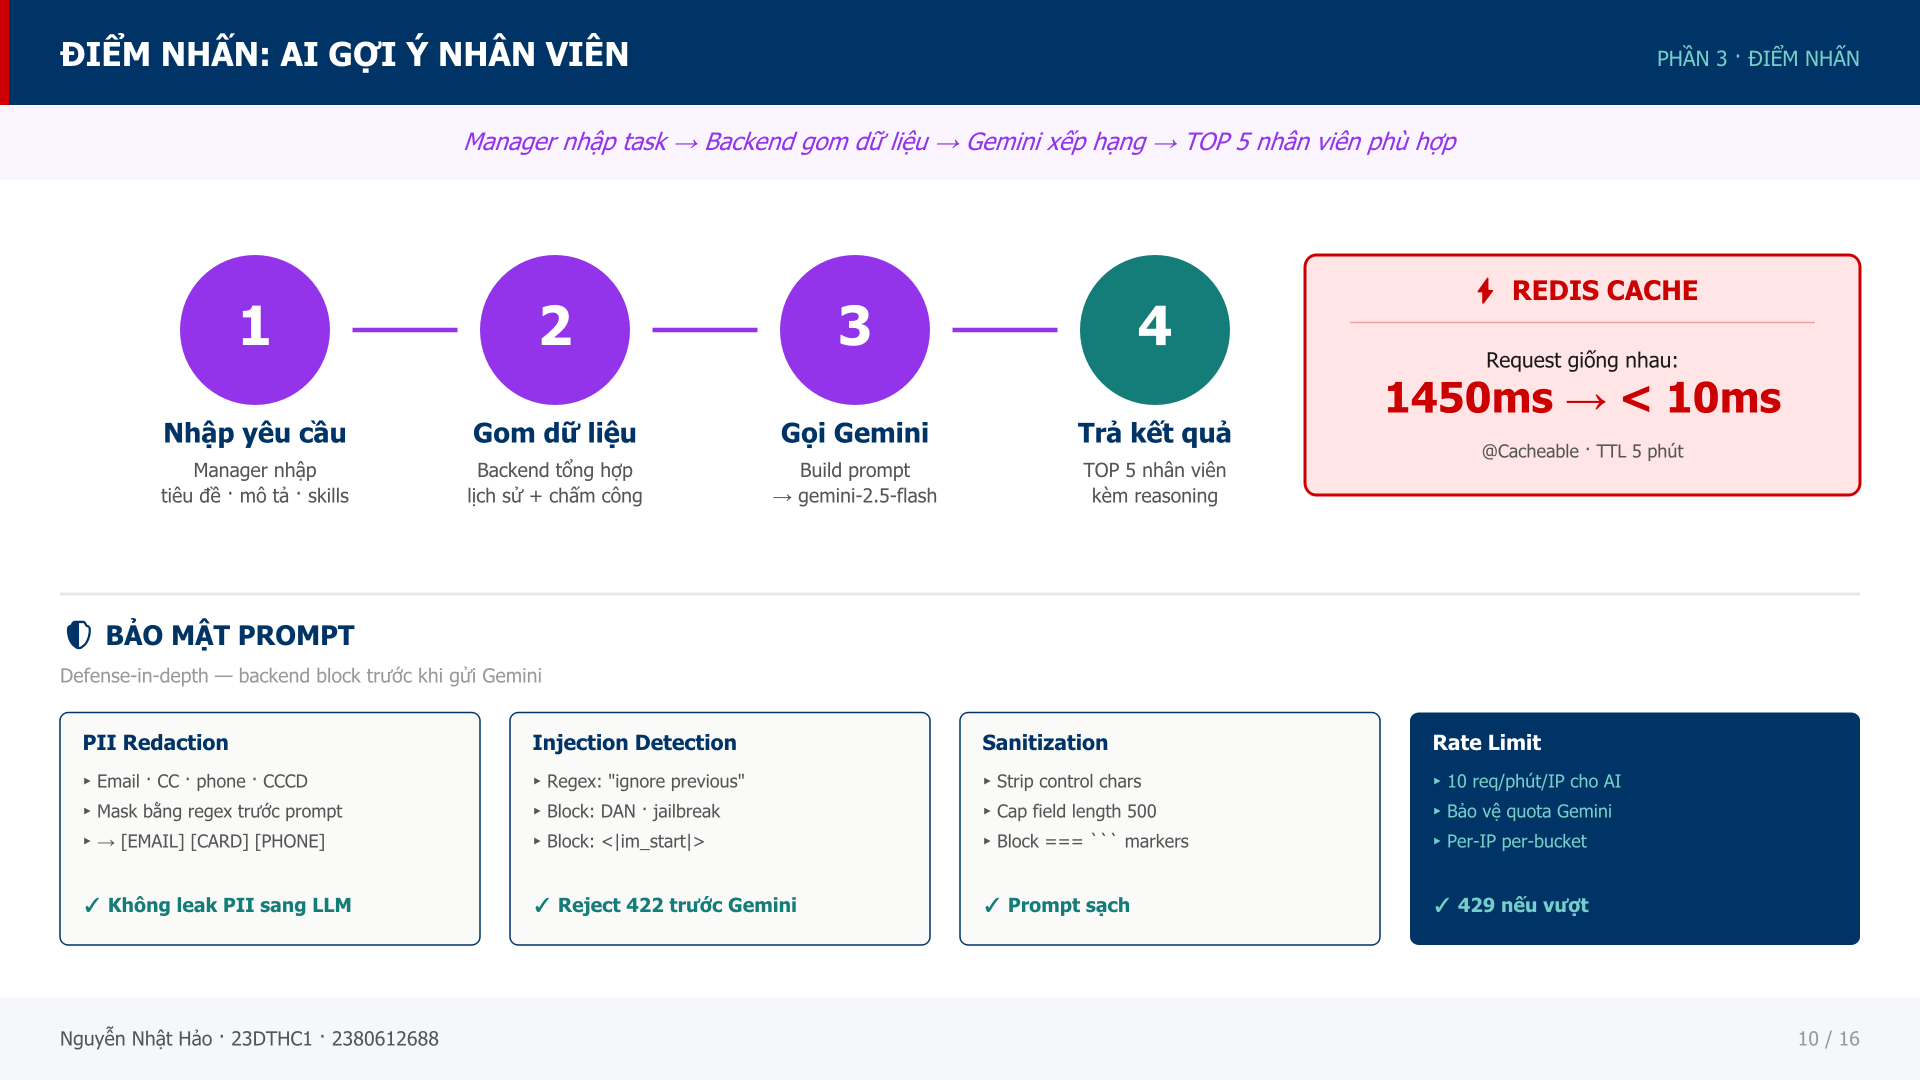 ĐIỂM NHẤN: AI GỢI Ý NHÂN VIÊN
PHẦN 3 · ĐIỂM NHẤN
Manager nhập task → Backend gom dữ liệu → Gemini xếp hạng → TOP 5 nhân viên phù hợp
1
Nhập yêu cầu
Manager nhập
tiêu đề · mô tả · skills
2
Gom dữ liệu
Backend tổng hợp
lịch sử + chấm công
3
Gọi Gemini
Build prompt
→ gemini-2.5-flash
4
Trả kết quả
TOP 5 nhân viên
kèm reasoning
REDIS CACHE
Request giống nhau:
1450ms → < 10ms
@Cacheable · TTL 5 phút
BẢO MẬT PROMPT
Defense-in-depth — backend block trước khi gửi Gemini
PII Redaction
‣ Email · CC · phone · CCCD
‣ Mask bằng regex trước prompt
‣ → [EMAIL] [CARD] [PHONE]
✓ Không leak PII sang LLM
Injection Detection
‣ Regex: "ignore previous"
‣ Block: DAN · jailbreak
‣ Block: <|im_start|>
✓ Reject 422 trước Gemini
Sanitization
‣ Strip control chars
‣ Cap field length 500
‣ Block === ``` markers
✓ Prompt sạch
Rate Limit
‣ 10 req/phút/IP cho AI
‣ Bảo vệ quota Gemini
‣ Per-IP per-bucket
✓ 429 nếu vượt
Nguyễn Nhật Hảo · 23DTHC1 · 2380612688
10 / 16